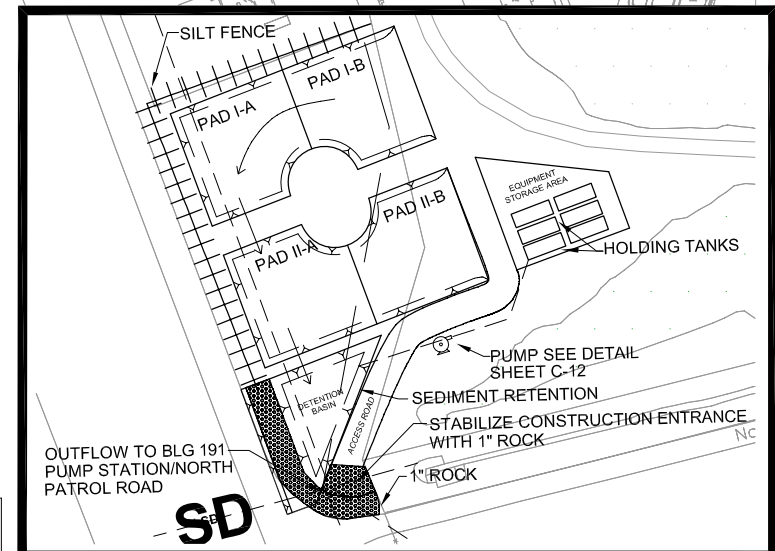 SILT FENCE
PAD I-A
PAD I-B
PAD II-A
PAD II-B
EQUIPMENT
STORAGE AREA
HOLDING TANKS
PUMP SEE DETAIL
SHEET C-12
SEDIMENT RETENTION
DETENTION
BASIN
ACCESS ROAD
STABILIZE CONSTRUCTION ENTRANCE
WITH 1" ROCK
OUTFLOW TO BLG 191
PUMP STATION/NORTH
PATROL ROAD
1" ROCK
SD